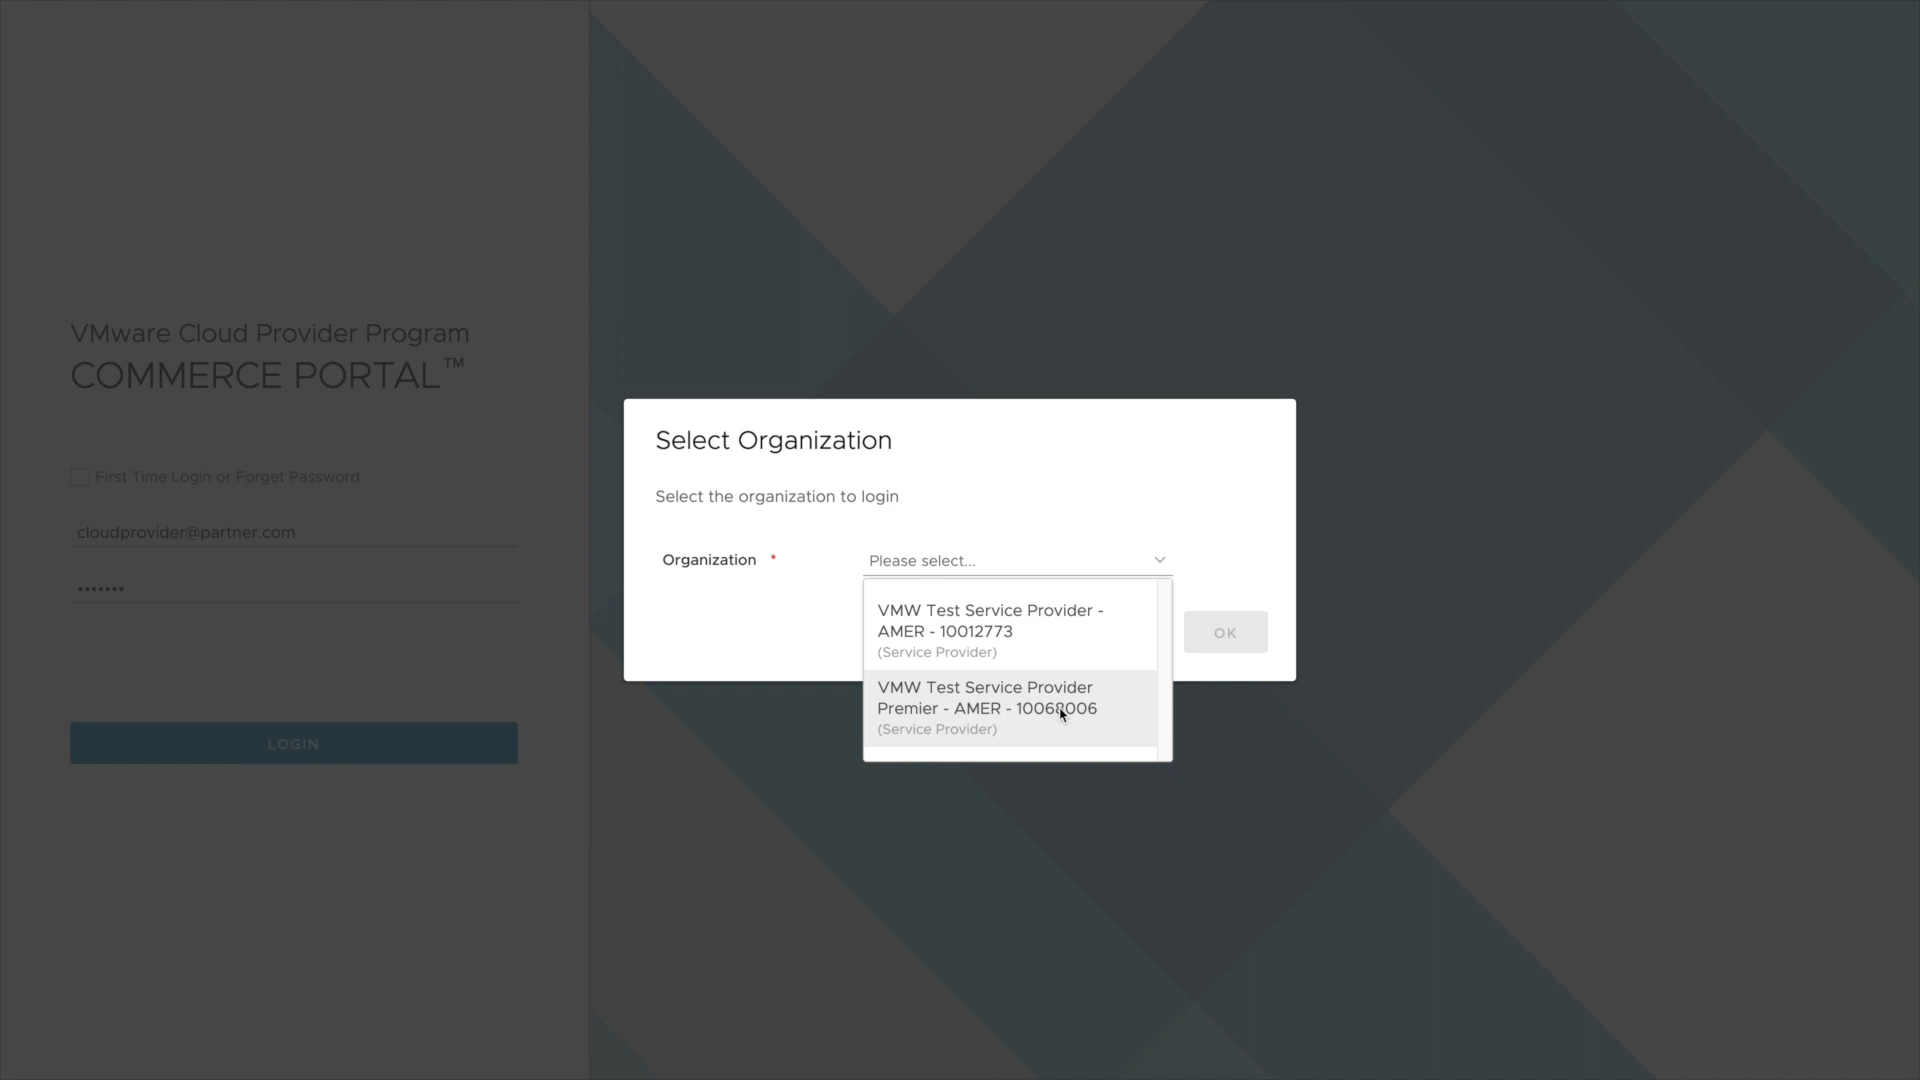 VMware Cloud Provider Program
COMMERCE PORTAL™
First Time Login or Forget Password
cloudprovider@partner.com
•••••••
LOGIN
Select Organization
Select the organization to login
Organization *
Please select...
VMW Test Service Provider -
AMER - 10012773
(Service Provider)
VMW Test Service Provider
Premier - AMER - 10068006
(Service Provider)
OK